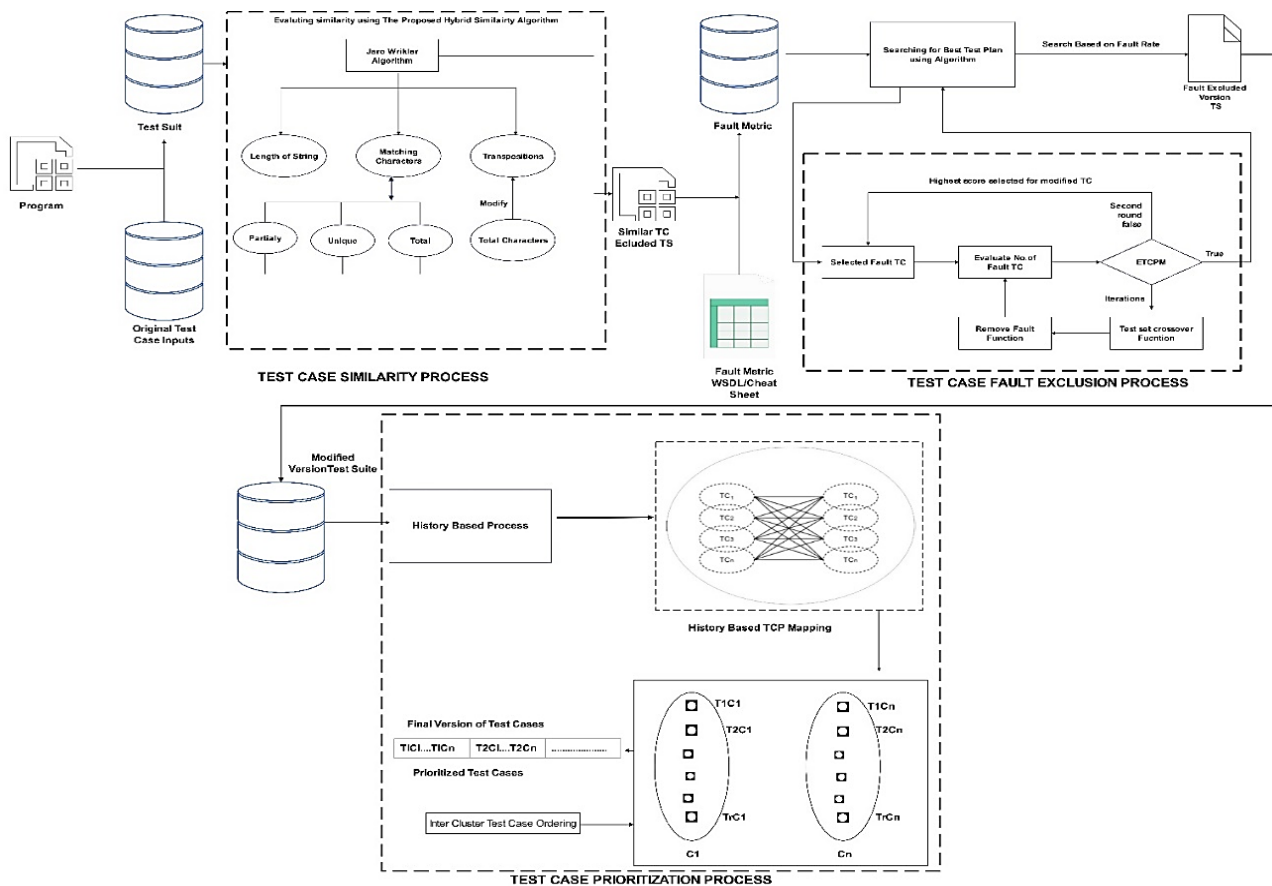 Evaluting similarity using The Proposed Hybrid Similairty Algorithm
Jaro Wrikler
Algorithm
Length of String
Matching
Charactors
Transpositions
Modify
Partialy
Unique
Total
Total Characters
Test Suit
Program
Original Test
Case Inputs
TEST CASE SIMILARITY PROCESS
Similar TC
Ecluded TS
Fault Metric
Fault Metric
WSDL/Cheat
Sheet
Searching for Best Test Plan
using Algorithm
Search Based on Fault Rate
Fault Excluded
Version
TS
Highest score selected for modified TC
Second
round
false
Selected Fault TC
Evaluate No.of
Fault TC
ETCPM
True
Iterations
Remove Fault
Function
Test set crossover
Fucntion
TEST CASE FAULT EXCLUSION PROCESS
Modified
VersionTest Suite
History Based Process
TC1
TC2
TC3
TCn
TC1
TC2
TC3
TCn
History Based TCP Mapping
T1C1
T2C1
TrC1
C1
T1Cn
T2Cn
TrCn
Cn
Final Version of Test Cases
TICI....TICn
T2CI....T2Cn
.....................
Prioritized Test Cases
Inter Cluster Test Case Ordering
TEST CASE PRIORITIZATION PROCESS